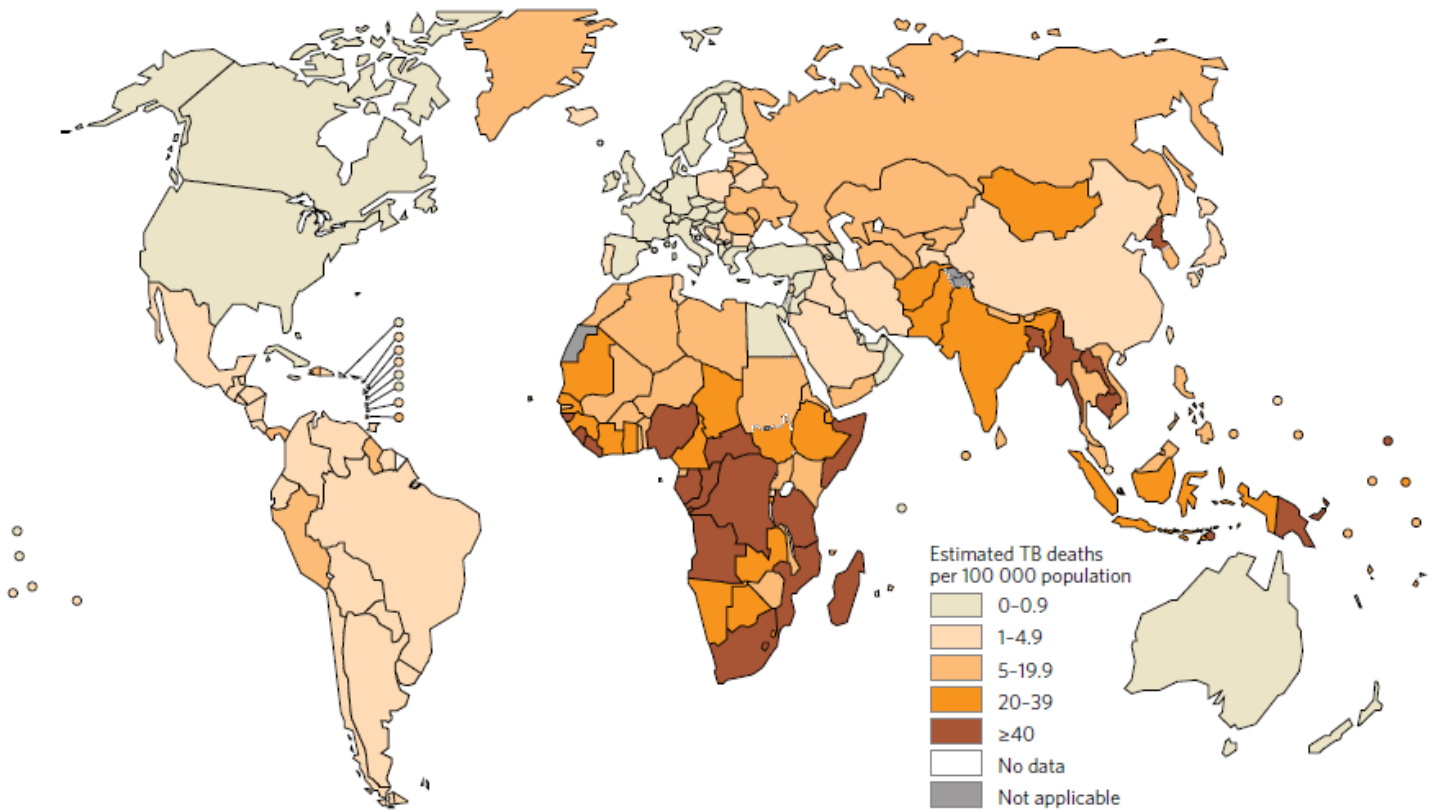 Estimated TB deaths
per 100 000 population
0–0.9
1–4.9
5–19.9
20–39
≥40
No data
Not applicable